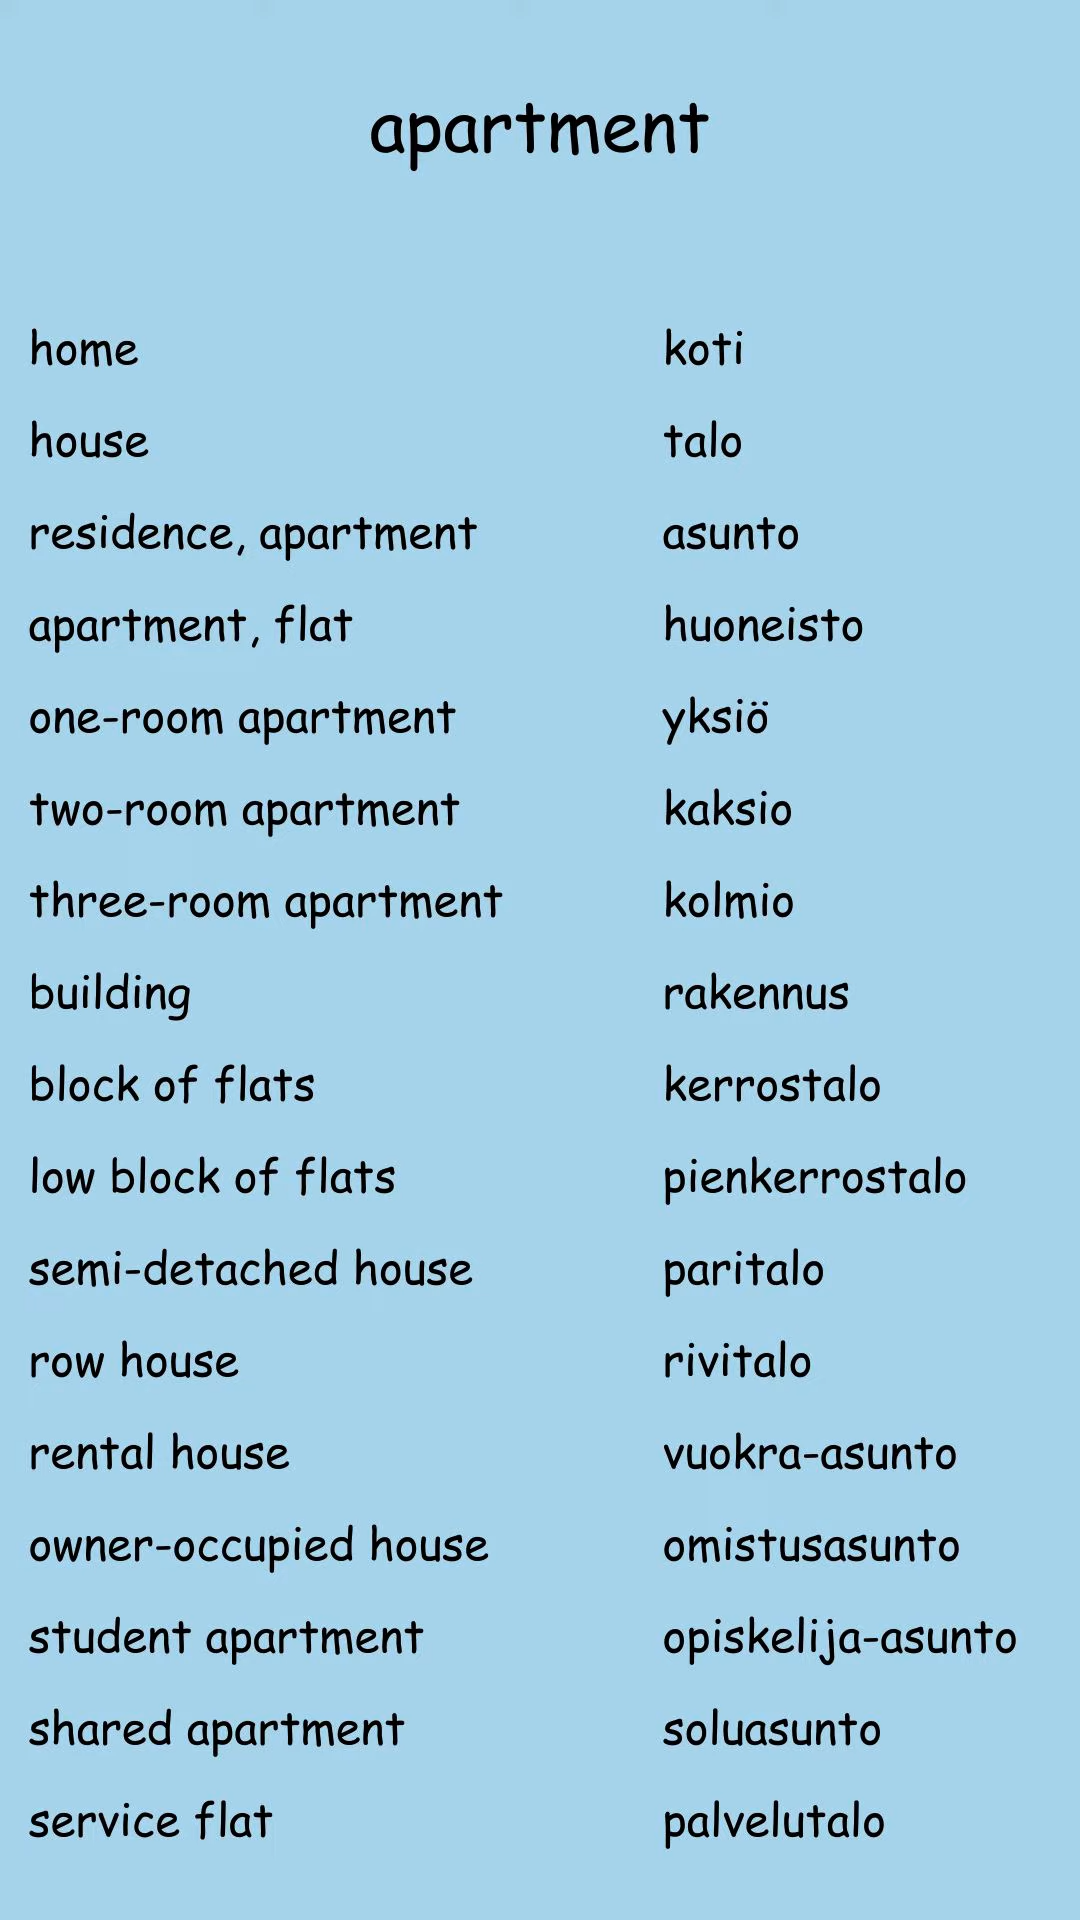 apartment
home koti
house talo
residence, apartment asunto
apartment, flat huoneisto
one-room apartment yksiö
two-room apartment kaksio
three-room apartment kolmio
building rakennus
block of flats kerrostalo
low block of flats pienkerrostalo
semi-detached house paritalo
row house rivitalo
rental house vuokra-asunto
owner-occupied house omistusasunto
student apartment opiskelija-asunto
shared apartment soluasunto
service flat palvelutalo